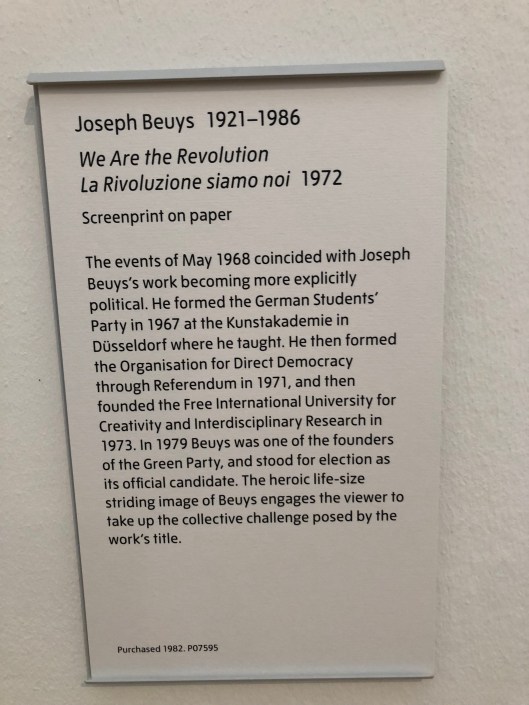 Joseph Beuys 1921–1986
We Are the Revolution
La Rivoluzione siamo noi 1972
Screenprint on paper
The events of May 1968 coincided with Joseph
Beuys's work becoming more explicitly
political. He formed the German Students'
Party in 1967 at the Kunstakademie in
Düsseldorf where he taught. He then formed
the Organisation for Direct Democracy
through Referendum in 1971, and then
founded the Free International University for
Creativity and Interdisciplinary Research in
1973. In 1979 Beuys was one of the founders
of the Green Party, and stood for election as
its official candidate. The heroic life-size
striding image of Beuys engages the viewer to
take up the collective challenge posed by the
work's title.
Purchased 1982. P07595